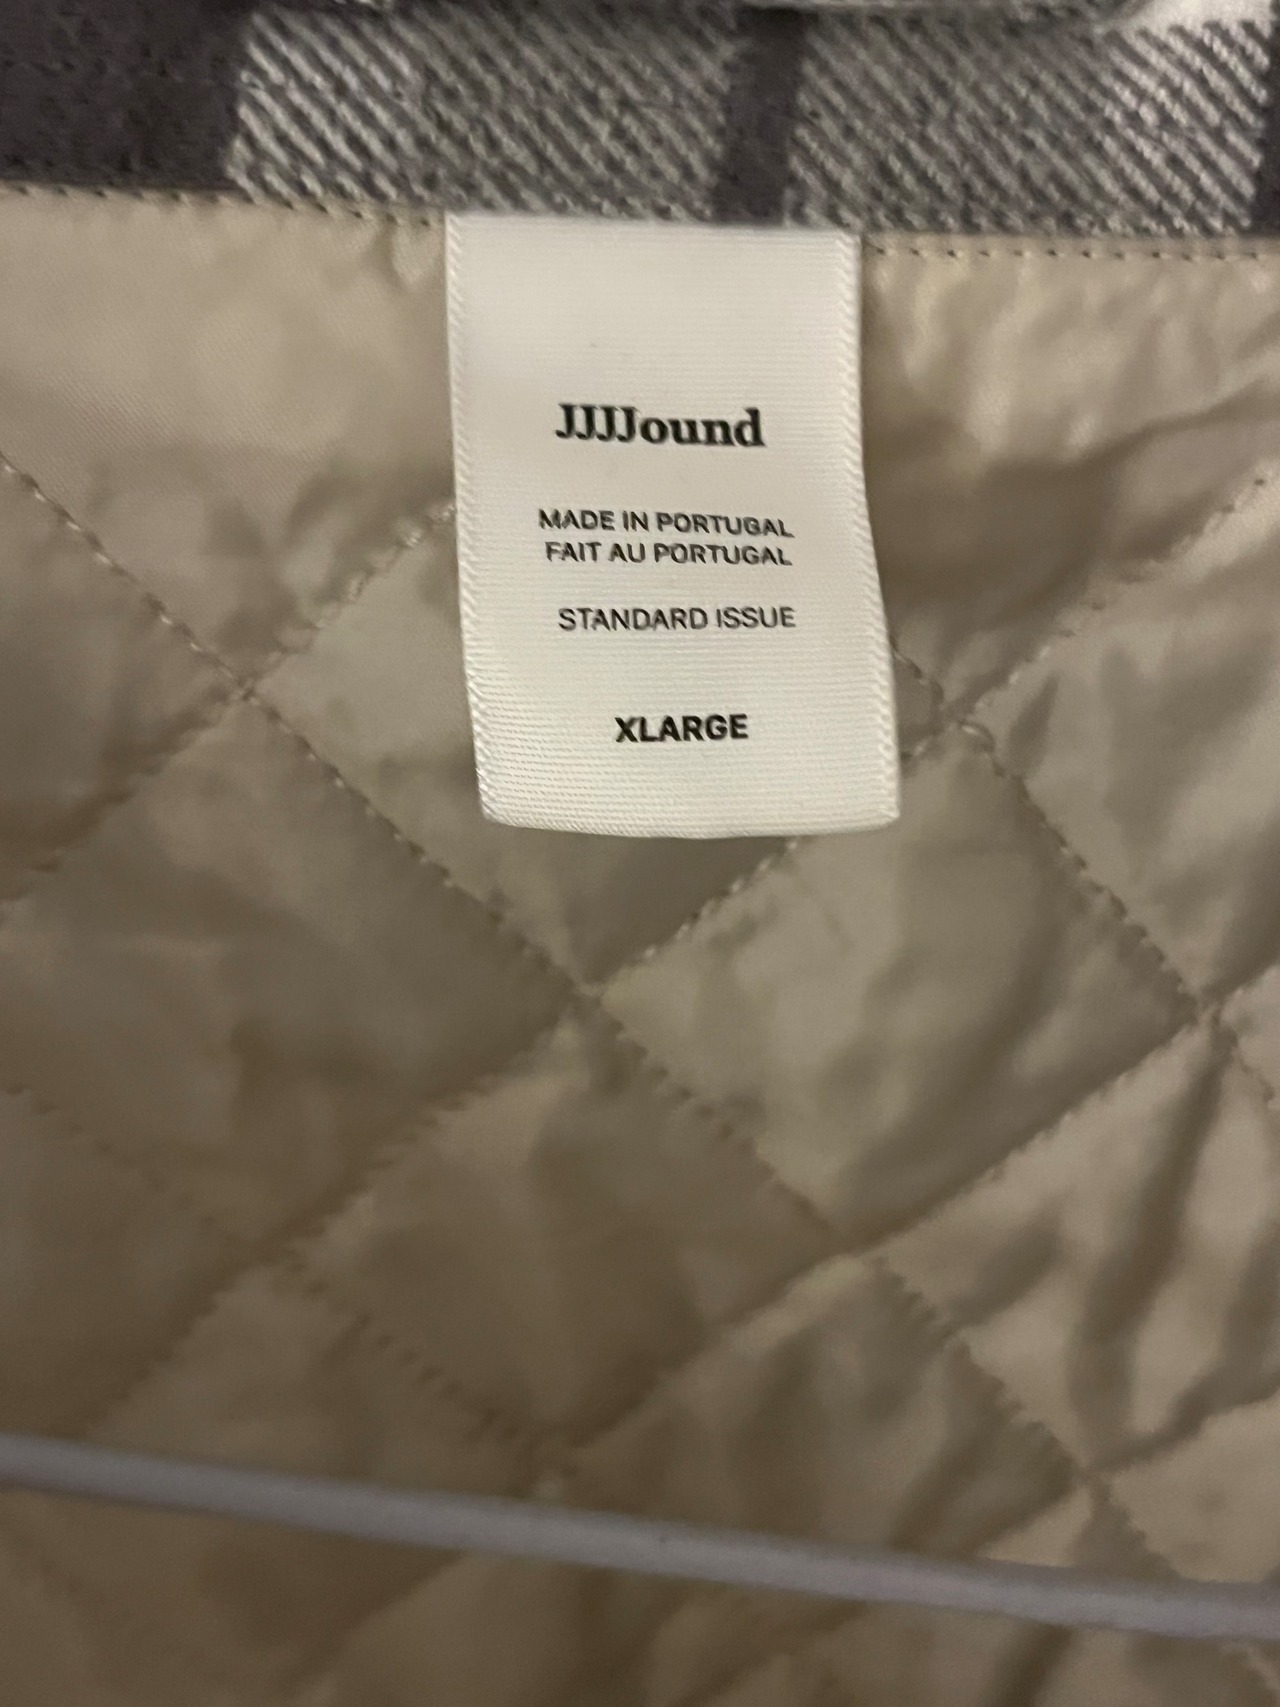 JJJJound
MADE IN PORTUGAL
FAIT AU PORTUGAL
STANDARD ISSUE
XLARGE